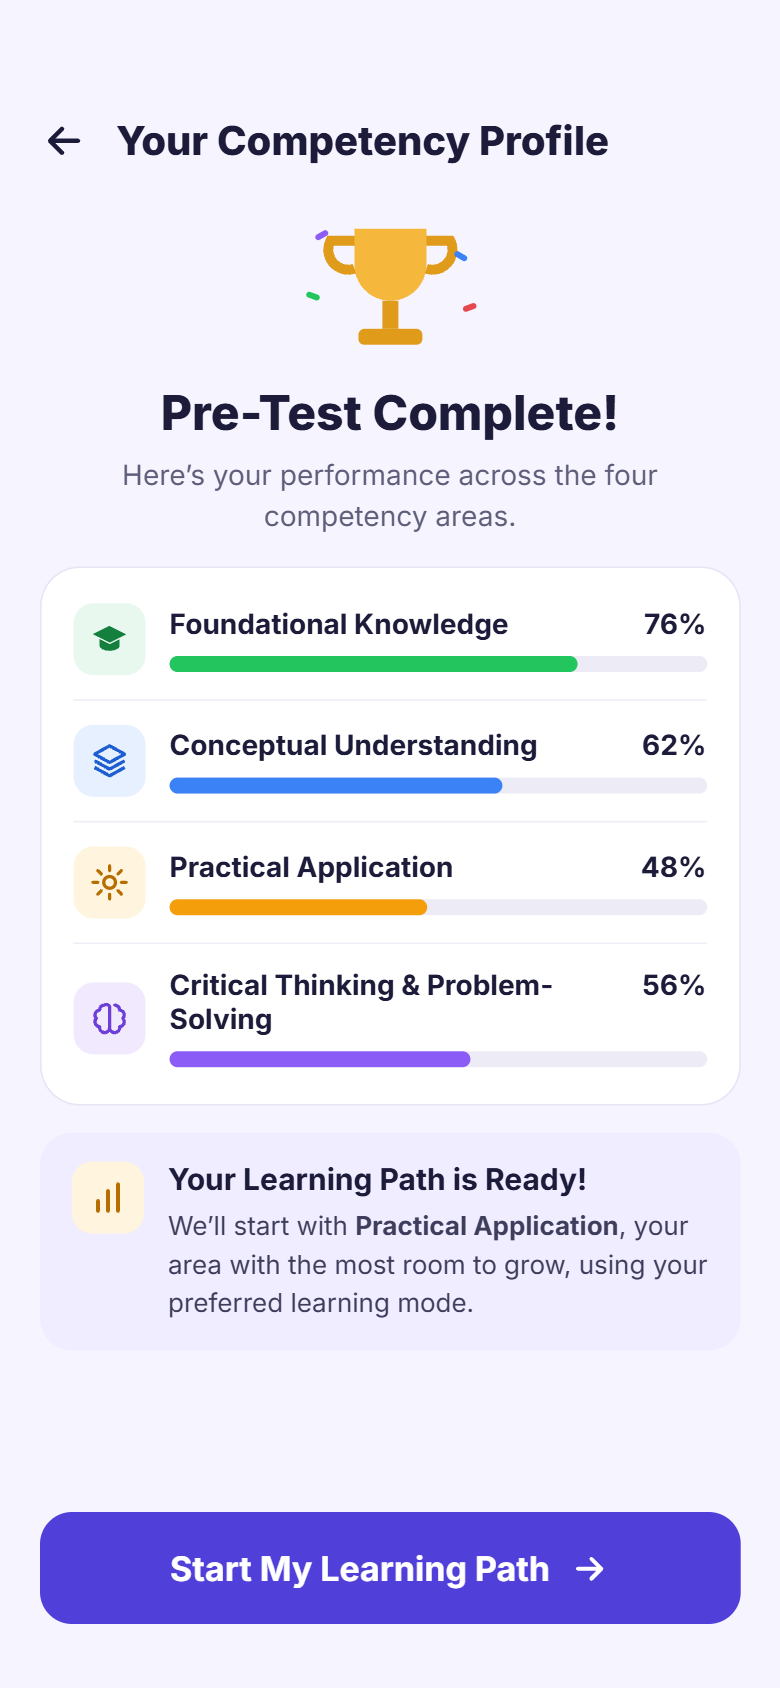 Your Competency Profile
Pre-Test Complete!
Here’s your performance across the four
competency areas.
Foundational Knowledge 76%
Conceptual Understanding 62%
Practical Application 48%
Critical Thinking & Problem- 56%
Solving
Your Learning Path is Ready!
We’ll start with Practical Application, your
area with the most room to grow, using your
preferred learning mode.
Start My Learning Path